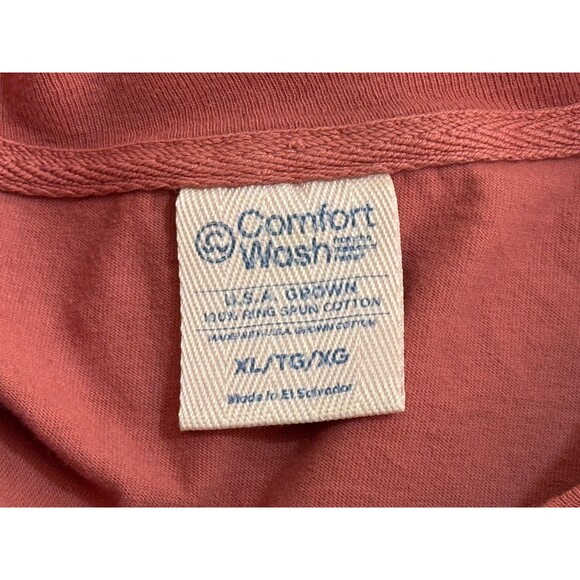 Comfort
Wash
U.S.A. GROWN
100% RING SPUN COTTON
MADE WITH U.S.A. GROWN COTTON
XL/TG/XG
Made in El Salvador